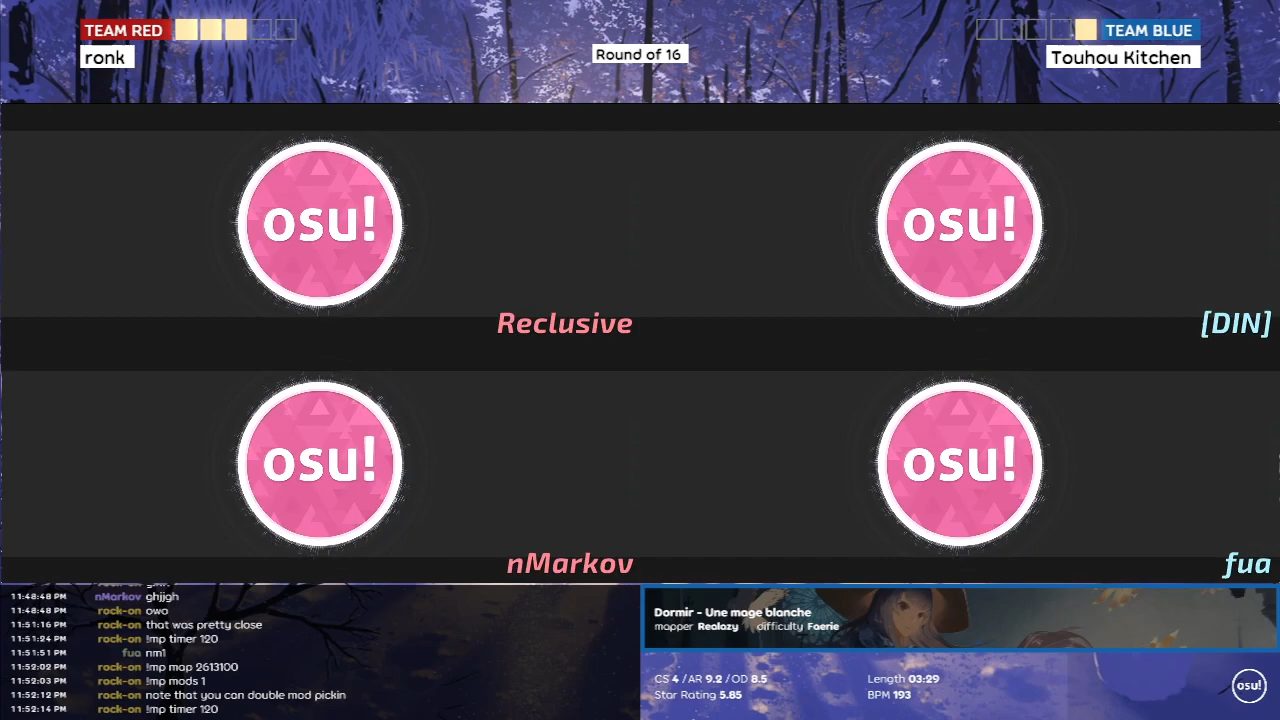 TEAM RED
ronk
Round of 16
TEAM BLUE
Touhou Kitchen
osu!
osu!
Reclusive
[DIN]
osu!
osu!
nMarkov
fua
11:48:48 PM nMarkov ghjjgh
11:48:48 PM rock-on owo
11:51:16 PM rock-on that was pretty close
11:51:24 PM rock-on !mp timer 120
11:51:51 PM fua nm1
11:52:02 PM rock-on !mp map 2613100
11:52:03 PM rock-on !mp mods 1
11:52:12 PM rock-on note that you can double mod pickin
11:52:14 PM rock-on !mp timer 120
Dormir - Une mage blanche
mapper Realazy difficulty Faerie
CS 4 / AR 9.2 / OD 8.5
Star Rating 5.85
Length 03:29
BPM 193
osu!